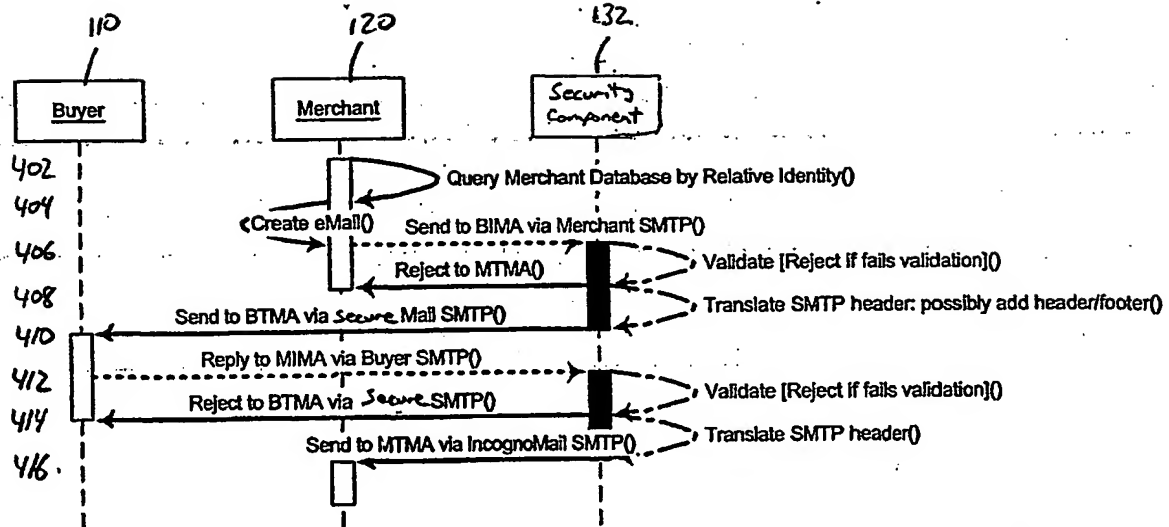 110
120
132
Buyer
Merchant
Security
Component
402
Query Merchant Database by Relative Identity()
404
Create eMail()
Send to BIMA via Merchant SMTP()
406
Validate [Reject if fails validation]()
Reject to MTMA()
408
Translate SMTP header: possibly add header/footer()
Send to BTMA via secure Mail SMTP()
410
Reply to MIMA via Buyer SMTP()
412
Validate [Reject if fails validation]()
Reject to BTMA via Secure SMTP()
414
Translate SMTP header()
Send to MTMA via IncognoMail SMTP()
416.